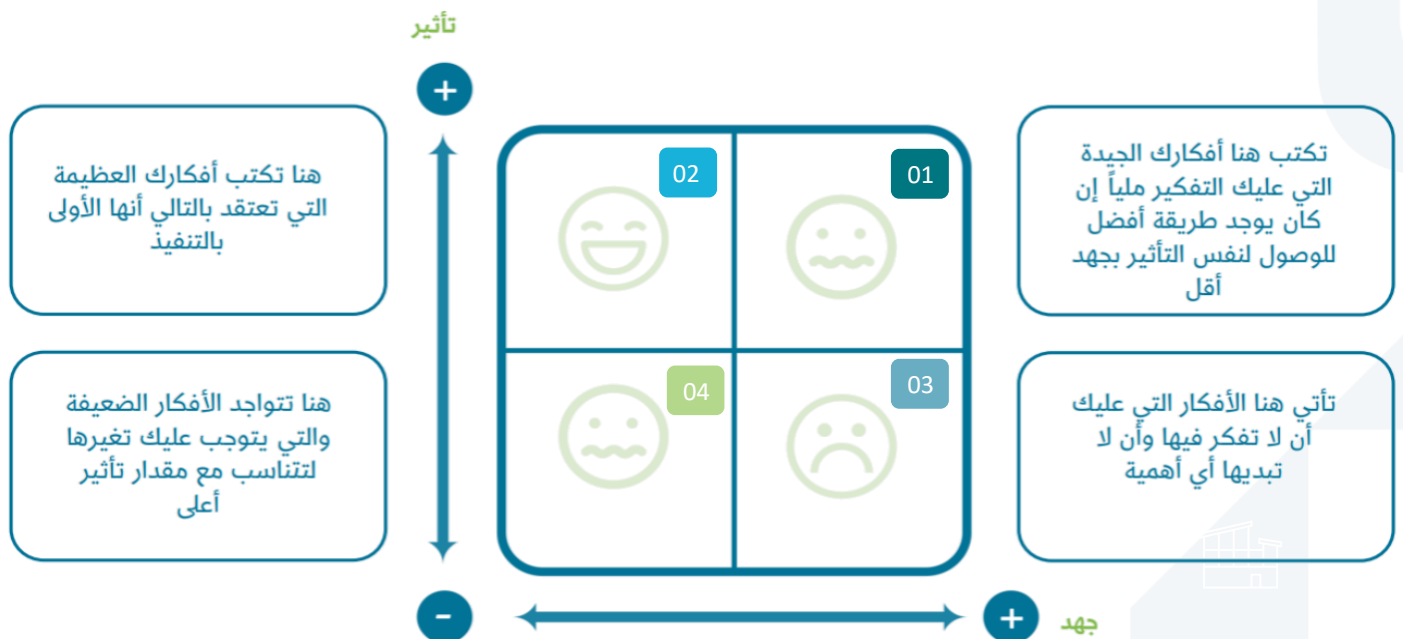 تأثير
+
تكتب هنا أفكارك الجيدة
التي عليك التفكير ملياً إن
كان يوجد طريقة أفضل
للوصول لنفس التأثير بجهد
أقل
01
02
هنا تكتب أفكارك العظيمة
التي تعتقد بالتالي أنها الأولى
بالتنفيذ
تأتي هنا الأفكار التي عليك
أن لا تفكر فيها وأن لا
تبديها أي أهمية
03
04
هنا تتواجد الأفكار الضعيفة
والتي يتوجب عليك تغيرها
لتتناسب مع مقدار تأثير
أعلى
جهد
+
-